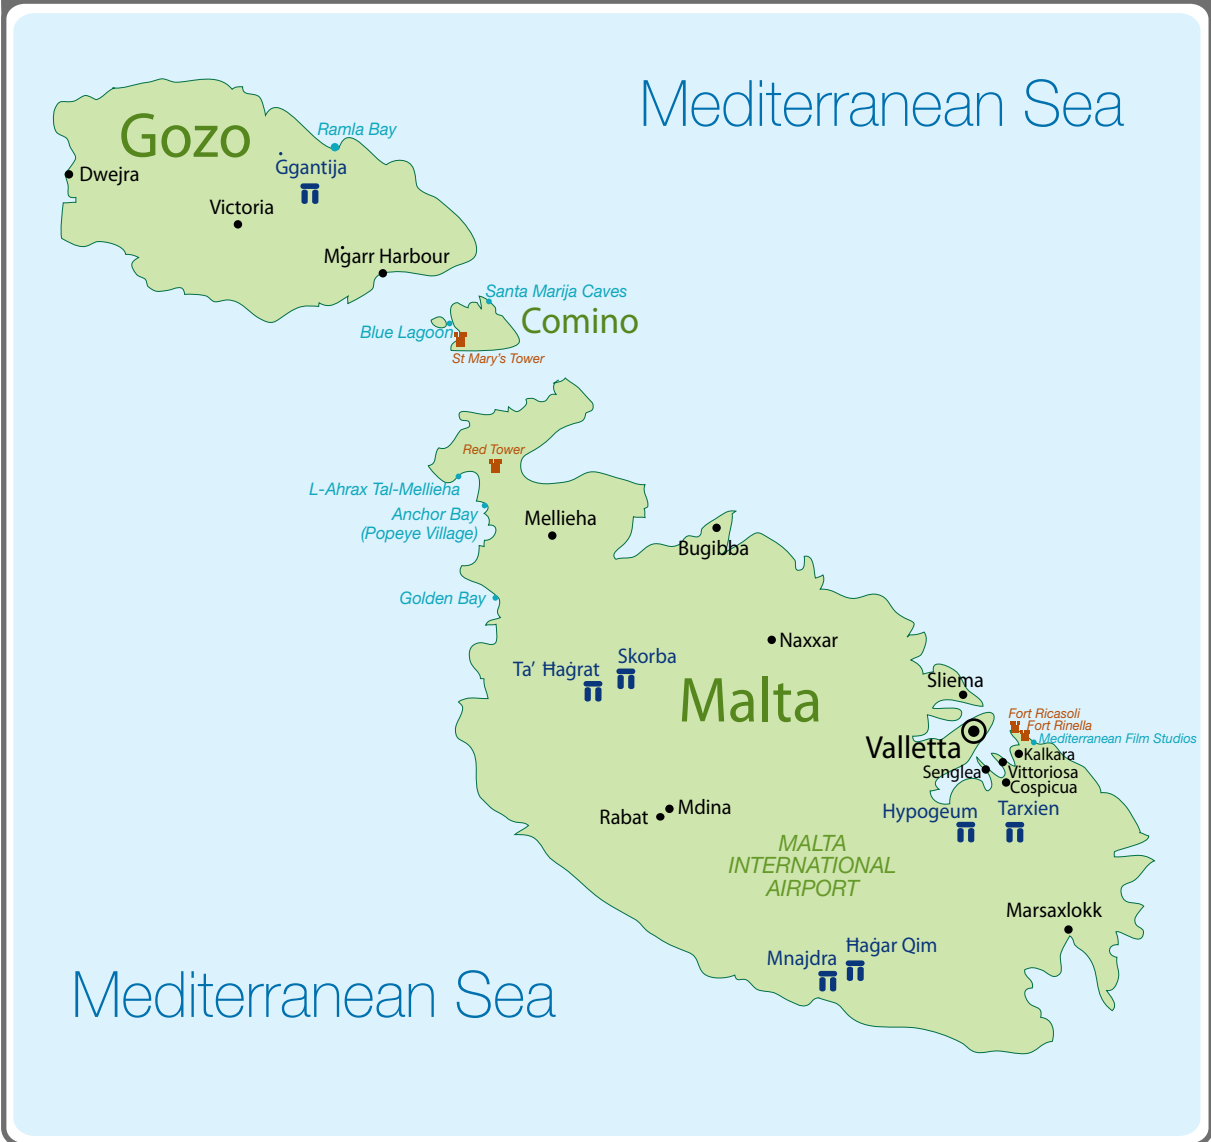 Mediterranean Sea
Gozo
Ramla Bay
Ġgantija
Dwejra
Victoria
Mġarr Harbour
Santa Marija Caves
Comino
Blue Lagoon
St Mary's Tower
Red Tower
L-Ahrax Tal-Mellieha
Anchor Bay
(Popeye Village)
Mellieha
Bugibba
Golden Bay
Naxxar
Skorba
Ta' Ħaġrat
Malta
Sliema
Fort Ricasoli
Fort Rinella
Mediterranean Film Studios
Valletta
Kalkara
Senglea
Vittoriosa
Cospicua
Mdina
Rabat
Hypogeum
Tarxien
MALTA
INTERNATIONAL
AIRPORT
Marsaxlokk
Ħaġar Qim
Mnajdra
Mediterranean Sea